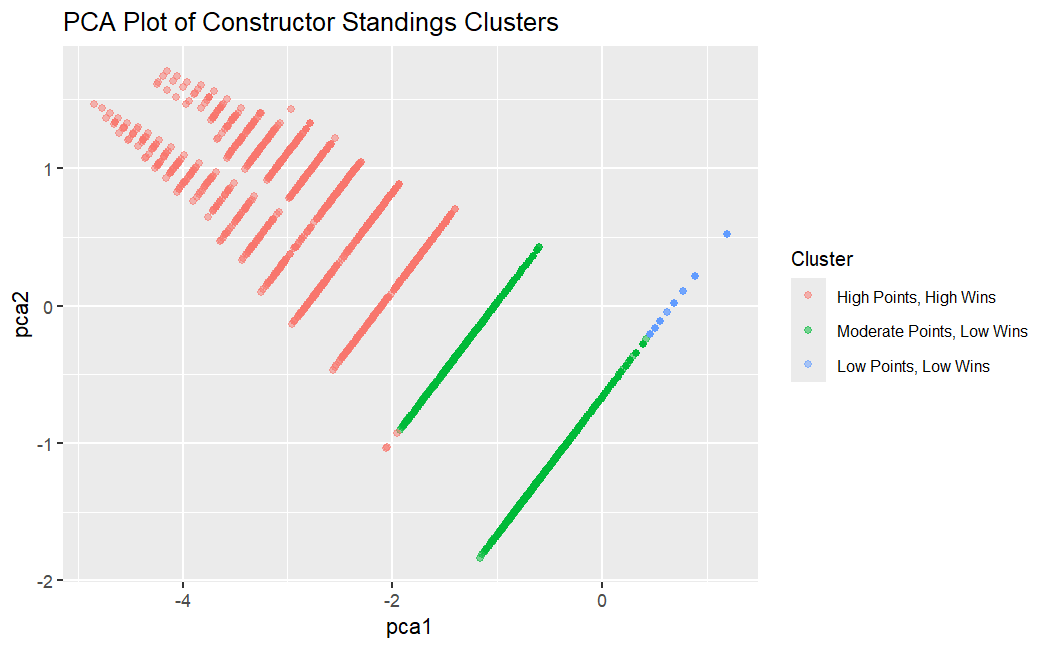 PCA Plot of Constructor Standings Clusters
pca2
1
0
-1
-2
-4
-2
0
pca1
Cluster
High Points, High Wins
Moderate Points, Low Wins
Low Points, Low Wins